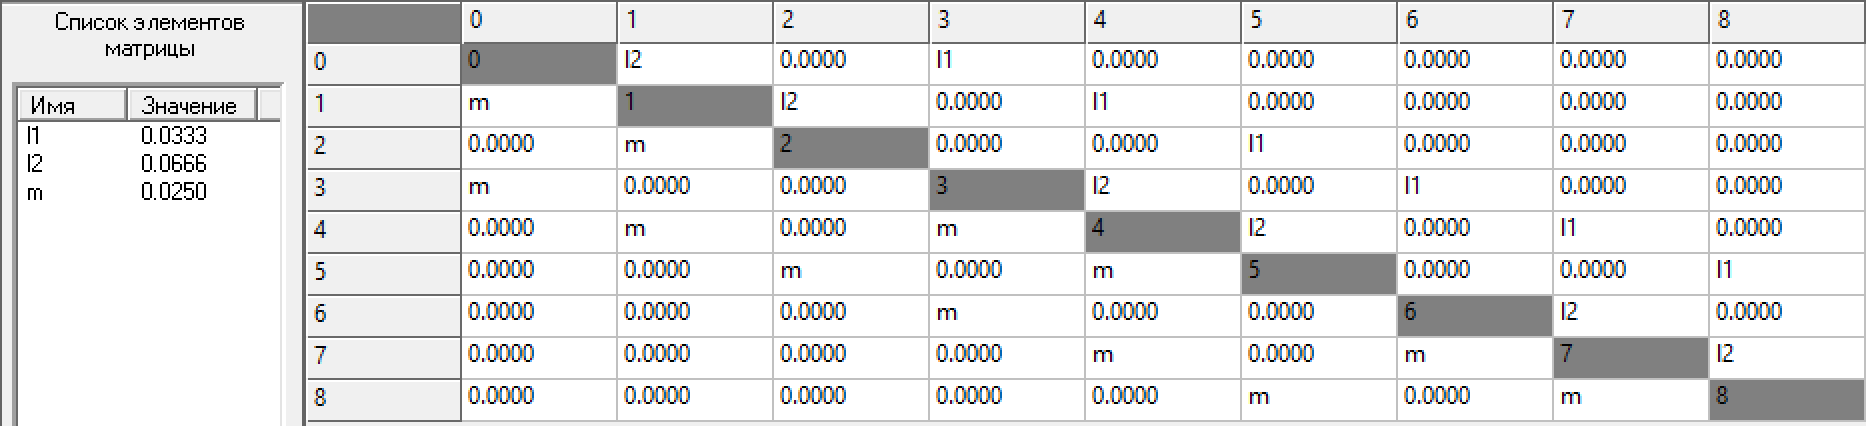 Список элементов
матрицы
Имя Значение
l1 0.0333
l2 0.0666
m 0.0250
0 1 2 3 4 5 6 7 8
0 0 l2 0.0000 l1 0.0000 0.0000 0.0000 0.0000 0.0000
1 m 1 l2 0.0000 l1 0.0000 0.0000 0.0000 0.0000
2 0.0000 m 2 0.0000 0.0000 l1 0.0000 0.0000 0.0000
3 m 0.0000 0.0000 3 l2 0.0000 l1 0.0000 0.0000
4 0.0000 m 0.0000 m 4 l2 0.0000 l1 0.0000
5 0.0000 0.0000 m 0.0000 m 5 0.0000 0.0000 l1
6 0.0000 0.0000 0.0000 m 0.0000 0.0000 6 l2 0.0000
7 0.0000 0.0000 0.0000 0.0000 m 0.0000 m 7 l2
8 0.0000 0.0000 0.0000 0.0000 0.0000 m 0.0000 m 8